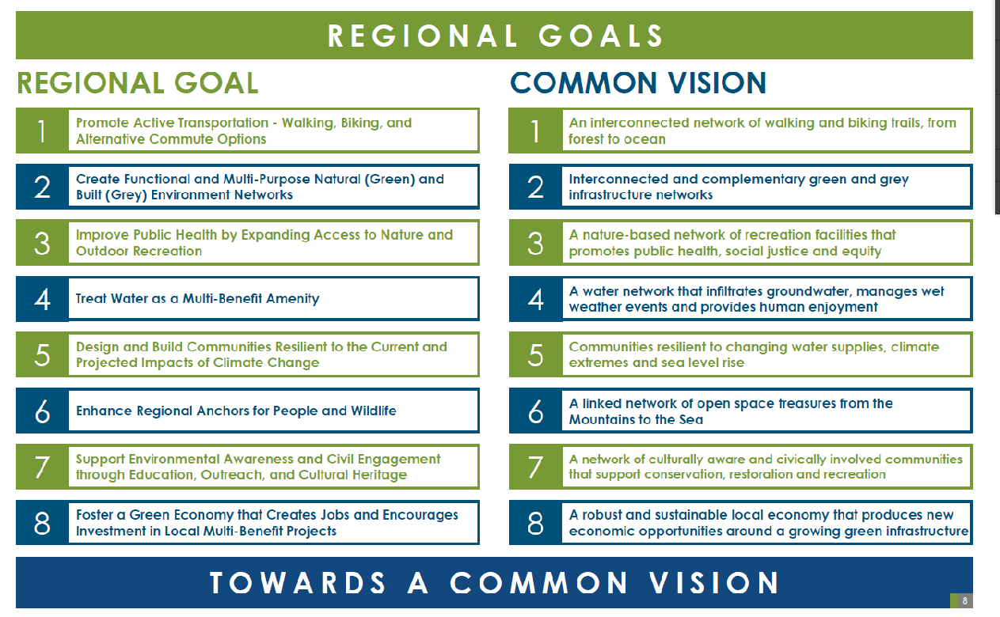 REGIONAL GOALS
REGIONAL GOAL
1
Promote Active Transportation - Walking, Biking, and
Alternative Commute Options
2
Create Functional and Multi-Purpose Natural (Green) and
Built (Grey) Environment Networks
3
Improve Public Health by Expanding Access to Nature and
Outdoor Recreation
4
Treat Water as a Multi-Benefit Amenity
5
Design and Build Communities Resilient to the Current and
Projected Impacts of Climate Change
6
Enhance Regional Anchors for People and Wildlife
7
Support Environmental Awareness and Civil Engagement
through Education, Outreach, and Cultural Heritage
8
Foster a Green Economy that Creates Jobs and Encourages
Investment in Local Multi-Benefit Projects
COMMON VISION
1
An interconnected network of walking and biking trails, from
forest to ocean
2
Interconnected and complementary green and grey
infrastructure networks
3
A nature-based network of recreation facilities that
promotes public health, social justice and equity
4
A water network that infiltrates groundwater, manages wet
weather events and provides human enjoyment
5
Communities resilient to changing water supplies, climate
extremes and sea level rise
6
A linked network of open space treasures from the
Mountains to the Sea
7
A network of culturally aware and civically involved communities
that support conservation, restoration and recreation
8
A robust and sustainable local economy that produces new
economic opportunities around a growing green infrastructure
TOWARDS A COMMON VISION
8